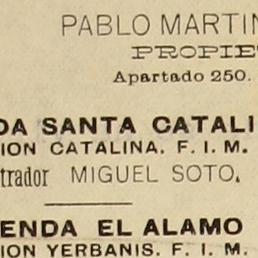 PABLO MARTIN
PROPIET
Apartado 250.
DA SANTA CATALI
ION CATALINA. F. I. M.
trador MIGUEL SOTO.
ENDA EL ALAMO
ION YERBANIS. F. I. M.